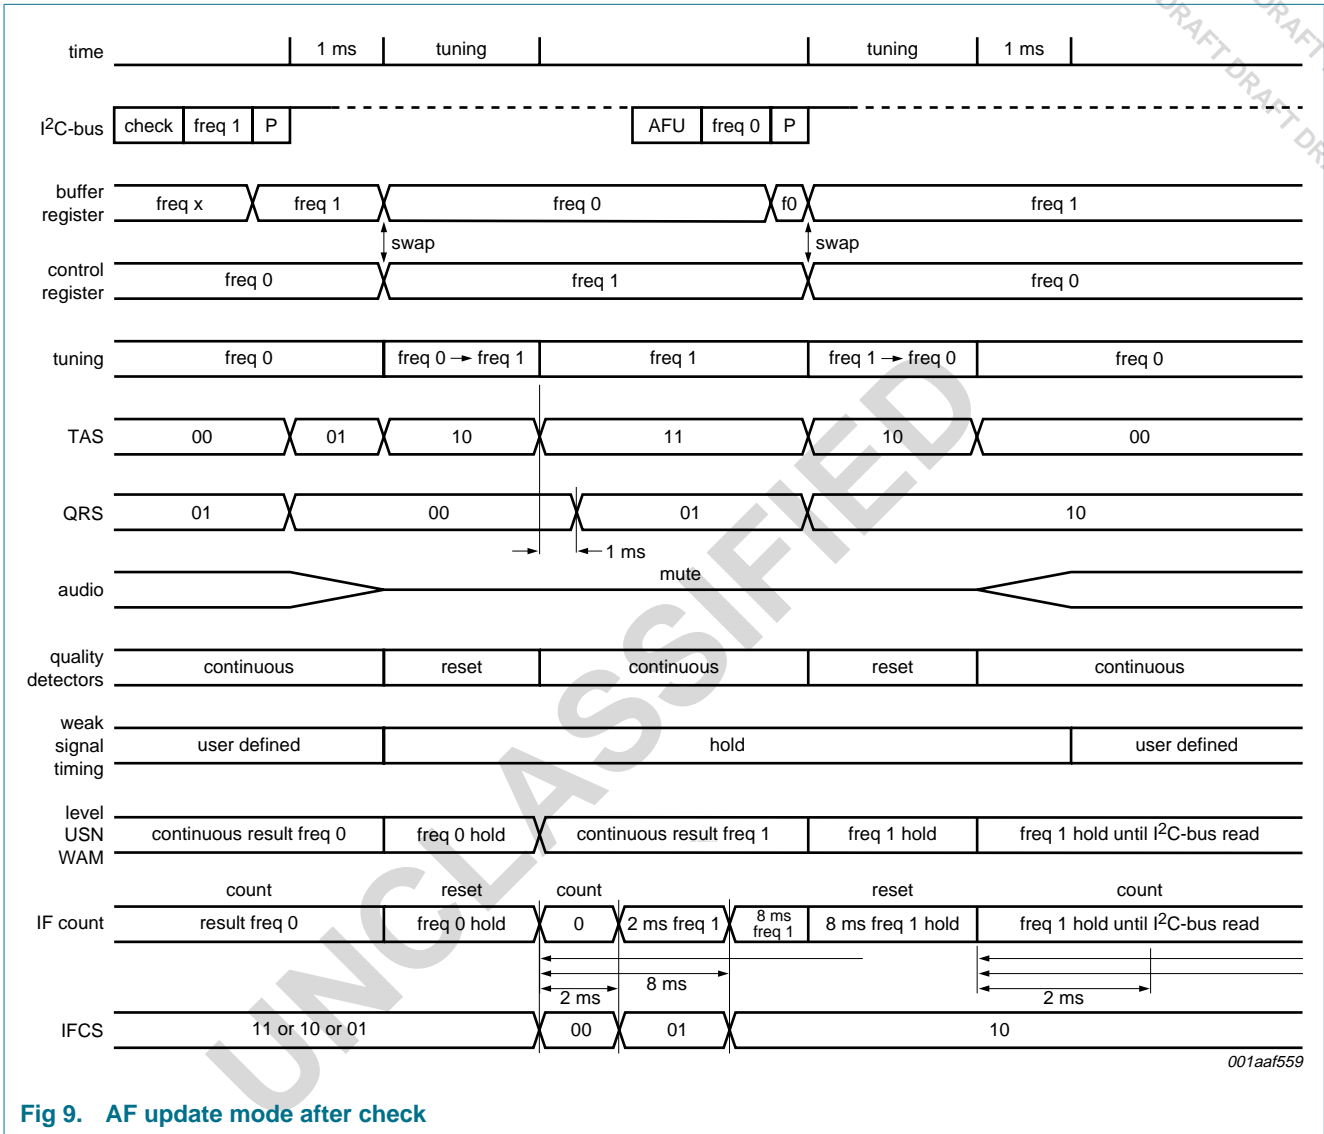 time 1 ms tuning tuning 1 ms
I²C-bus check freq 1 P AFU freq 0 P
buffer register freq x freq 1 freq 0 f0 freq 1
swap swap
control register freq 0 freq 1 freq 0
tuning freq 0 freq 0 → freq 1 freq 1 freq 1 → freq 0 freq 0
TAS 00 01 10 11 10 00
QRS 01 00 01 10
1 ms
audio mute
quality detectors continuous reset continuous reset continuous
weak signal timing user defined hold user defined
level USN WAM continuous result freq 0 freq 0 hold continuous result freq 1 freq 1 hold freq 1 hold until I²C-bus read
count reset count reset count
IF count result freq 0 freq 0 hold 0 2 ms freq 1 8 ms freq 1 8 ms freq 1 hold freq 1 hold until I²C-bus read
8 ms
2 ms 2 ms
IFCS 11 or 10 or 01 00 01 10
001aaf559
Fig 9. AF update mode after check
UNCLASSIFIED
DRAFT DRAFT DRAFT
DRAFT